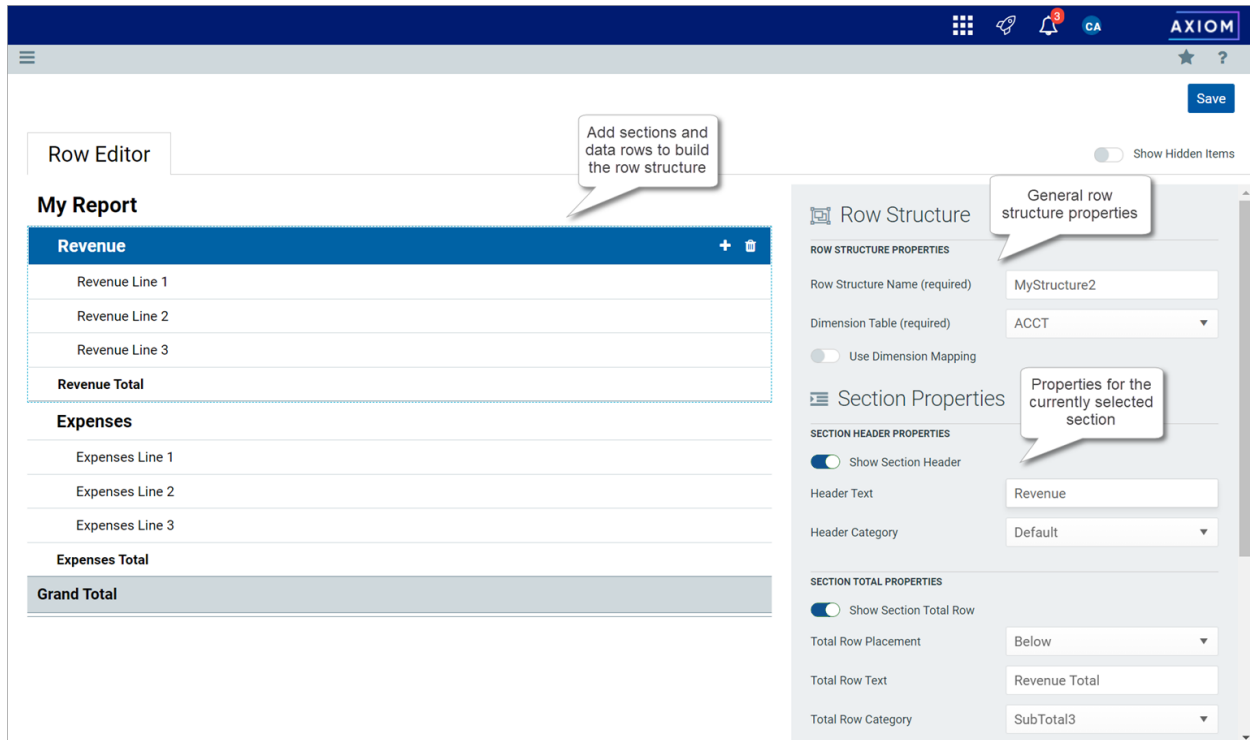 3
CA
AXIOM
?
Save
Row Editor
Add sections and
data rows to build
the row structure
Show Hidden Items
My Report
Revenue
Revenue Line 1
Revenue Line 2
Revenue Line 3
Revenue Total
Expenses
Expenses Line 1
Expenses Line 2
Expenses Line 3
Expenses Total
Grand Total
Row Structure
General row
structure properties
ROW STRUCTURE PROPERTIES
Row Structure Name (required) MyStructure2
Dimension Table (required) ACCT
Use Dimension Mapping
Section Properties
Properties for the
currently selected
section
SECTION HEADER PROPERTIES
Show Section Header
Header Text Revenue
Header Category Default
SECTION TOTAL PROPERTIES
Show Section Total Row
Total Row Placement Below
Total Row Text Revenue Total
Total Row Category SubTotal3